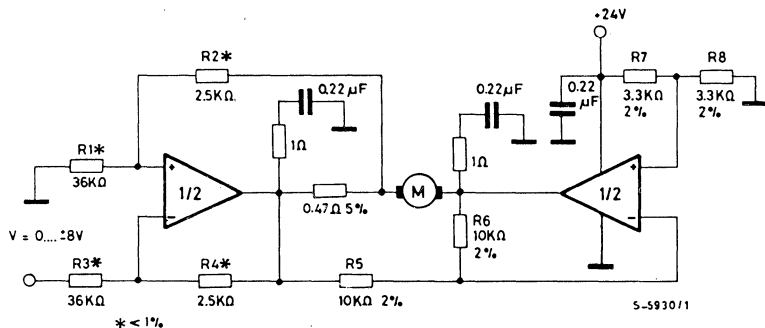 +24V
R2*
2.5KΩ
0.22
µF
0.22µF
0.22
µF
R7
3.3KΩ
2%
R8
3.3KΩ
2%
R1*
36KΩ
+
1/2
−
1Ω
0.47Ω 5%
M
1Ω
+
1/2
−
R6
10KΩ
2%
V = 0....±8V
R3*
36KΩ
R4*
2.5KΩ
R5
10KΩ 2%
* < 1%
S-5930/1